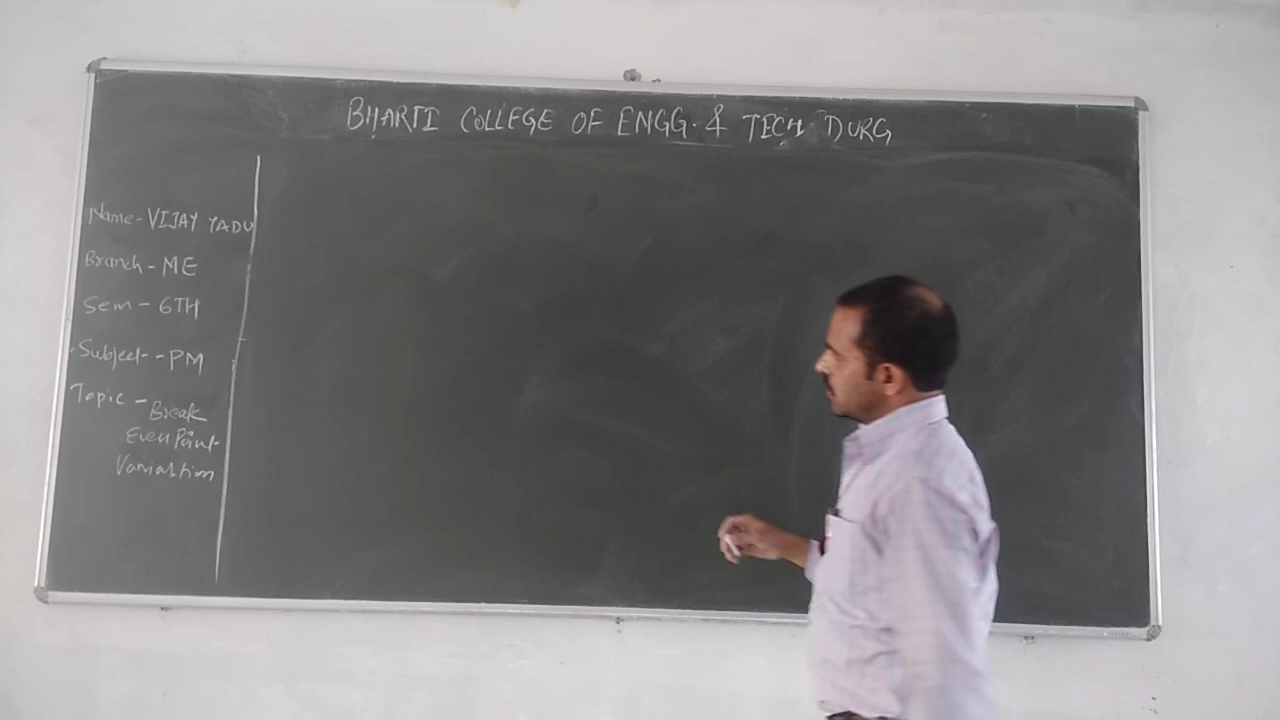 BHARTI COLLEGE OF ENGG. & TECH. DURG
Name - VIJAY YADU
Branch - ME
Sem - 6TH
Subject - PM
Topic - Break
Even Point
Variastion